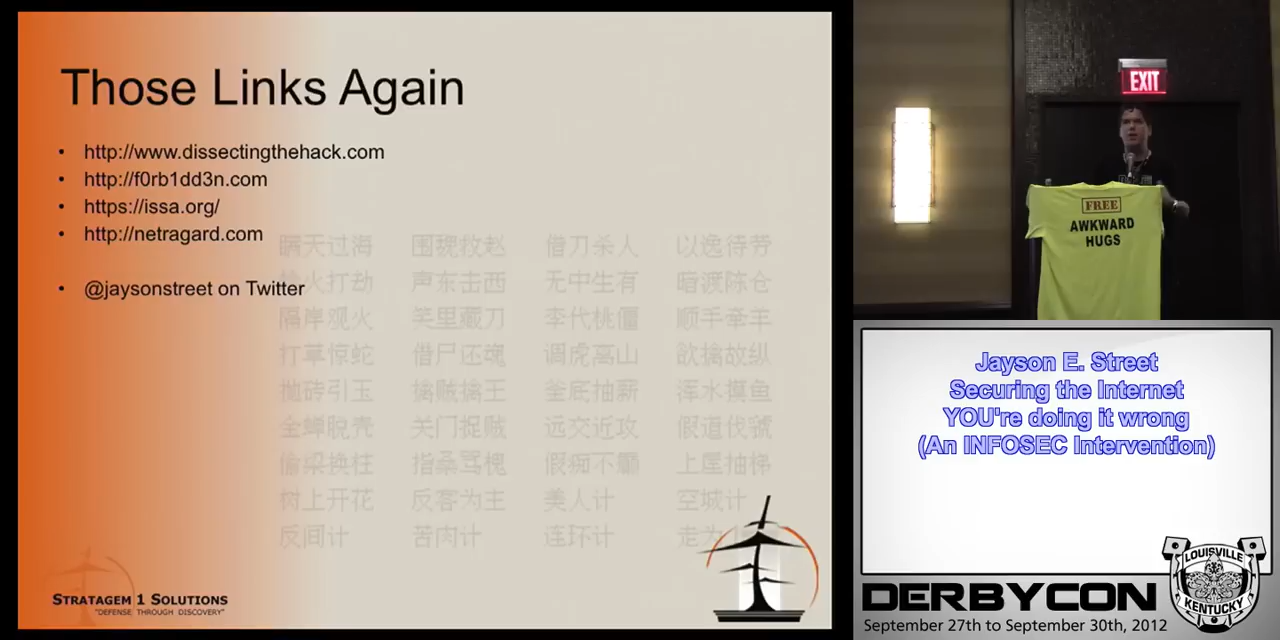 Those Links Again
• http://www.dissectingthehack.com
• http://f0rb1dd3n.com
• https://issa.org/
• http://netragard.com
• @jaysonstreet on Twitter
瞒天过海 围魏救赵 借刀杀人 以逸待劳
火打劫 声东击西 无中生有 暗渡陈仓
隔岸观火 笑里藏刀 李代桃僵 顺手牵羊
打草惊蛇 借尸还魂 调虎离山 欲擒故纵
抛砖引玉 擒贼擒王 釜底抽薪 浑水摸鱼
金蝉脱壳 关门捉贼 远交近攻 假道伐虢
偷梁换柱 指桑骂槐 假痴不癫 上屋抽梯
树上开花 反客为主 美人计 空城计
反间计 苦肉计 连环计 走为
STRATAGEM 1 SOLUTIONS
"DEFENSE THROUGH DISCOVERY"
EXIT
FREE
AWKWARD
HUGS
Jayson E. Street
Securing the Internet
YOU're doing it wrong
(An INFOSEC Intervention)
DERBYCON
September 27th to September 30th, 2012
LOUISVILLE
KENTUCKY